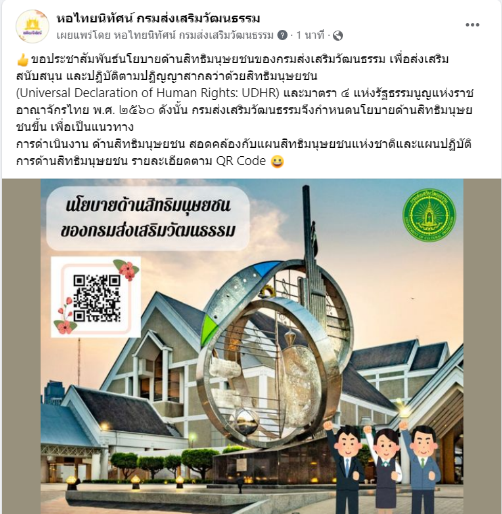 หอไทยนิทัศน์ กรมส่งเสริมวัฒนธรรม
เผยแพร่โดย หอไทยนิทัศน์ กรมส่งเสริมวัฒนธรรม · 1 นาที ·
👍ขอประชาสัมพันธ์นโยบายด้านสิทธิมนุษยชนของกรมส่งเสริมวัฒนธรรม เพื่อส่งเสริม
สนับสนุน และปฏิบัติตามปฏิญญาสากลว่าด้วยสิทธิมนุษยชน
(Universal Declaration of Human Rights: UDHR) และมาตรา ๔ แห่งรัฐธรรมนูญแห่งราช
อาณาจักรไทย พ.ศ. ๒๕๖๐ ดังนั้น กรมส่งเสริมวัฒนธรรมจึงกำหนดนโยบายด้านสิทธิมนุษย
ชนขึ้น เพื่อเป็นแนวทาง
การดำเนินงาน ด้านสิทธิมนุษยชน สอดคล้องกับแผนสิทธิมนุษยชนแห่งชาติและแผนปฏิบัติ
การด้านสิทธิมนุษยชน รายละเอียดตาม QR Code 😀
นโยบายด้านสิทธิมนุษยชน
ของกรมส่งเสริมวัฒนธรรม